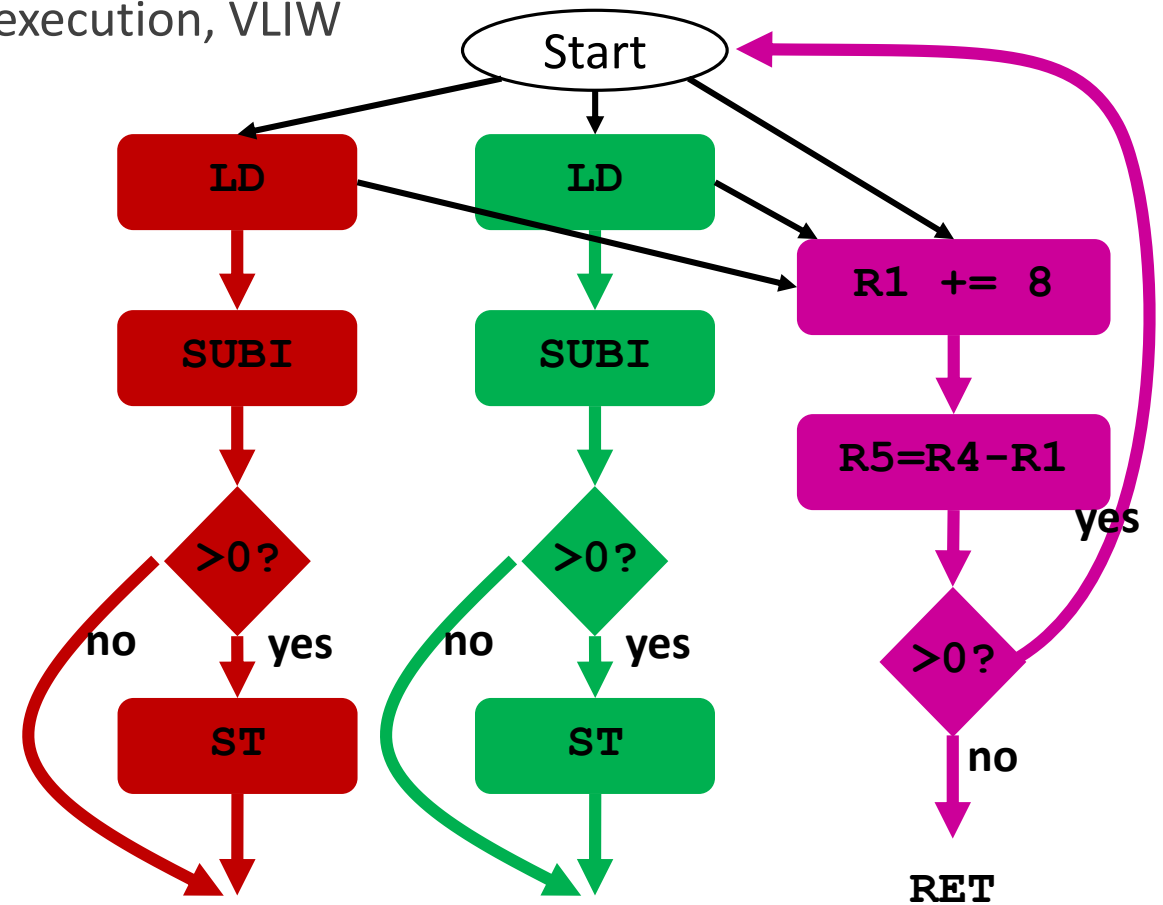 execution, VLIW
Start
LD
LD
R1 += 8
SUBI
SUBI
R5=R4-R1
yes
>0?
>0?
no
yes
no
yes
>0?
ST
ST
no
RET